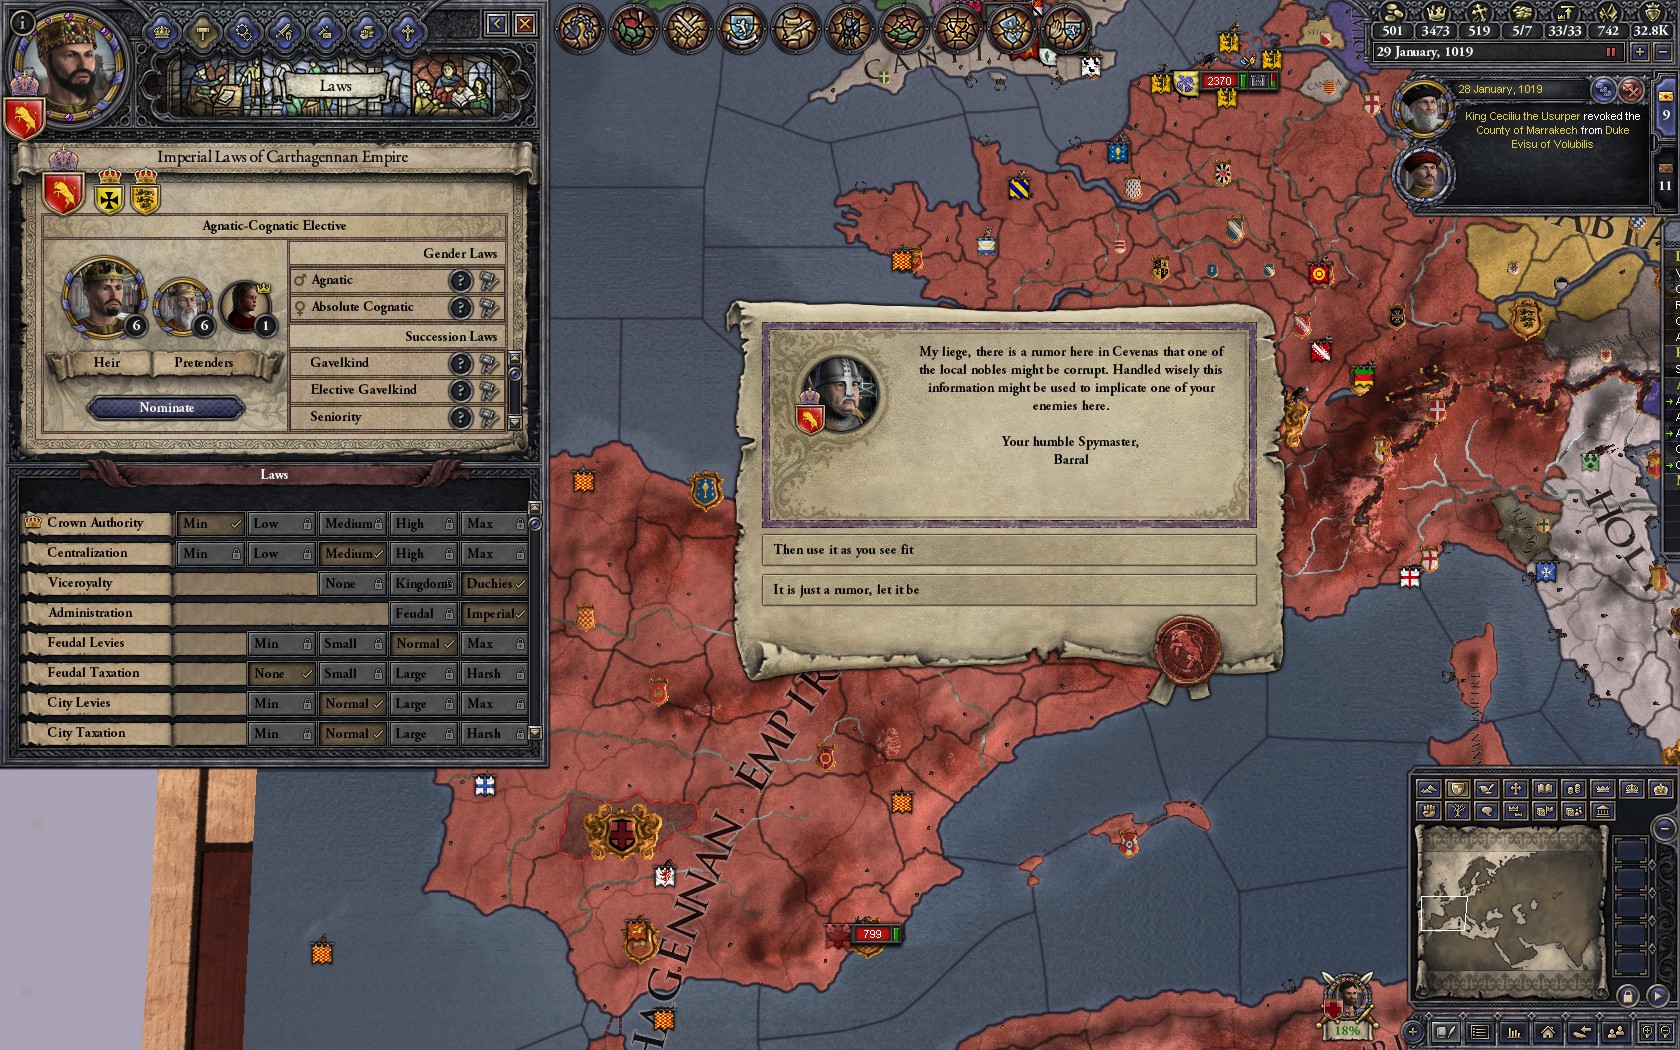 Laws
Imperial Laws of Carthagennan Empire
Agnatic-Cognatic Elective
Gender Laws
Agnatic
Absolute Cognatic
Succession Laws
Gavelkind
Elective Gavelkind
Seniority
6
6
1
Heir
Pretenders
Nominate
Laws
Crown Authority Min Low Medium High Max
Centralization Min Low Medium High Max
Viceroyalty None Kingdoms Duchies
Administration Feudal Imperial
Feudal Levies Min Small Normal Max
Feudal Taxation None Small Large Harsh
City Levies Min Normal Large Max
City Taxation Min Normal Large Harsh
501 3473 519 5/7 33/33 742 32.8K
29 January, 1019
28 January, 1019
King Ceciliu the Usurper revoked the
County of Marrakech from Duke
Evisu of Volubilis
9
11
2370
My liege, there is a rumor here in Cevenas that one of
the local nobles might be corrupt. Handled wisely this
information might be used to implicate one of your
enemies here.
Your humble Spymaster,
Barral
Then use it as you see fit
It is just a rumor, let it be
799
18%